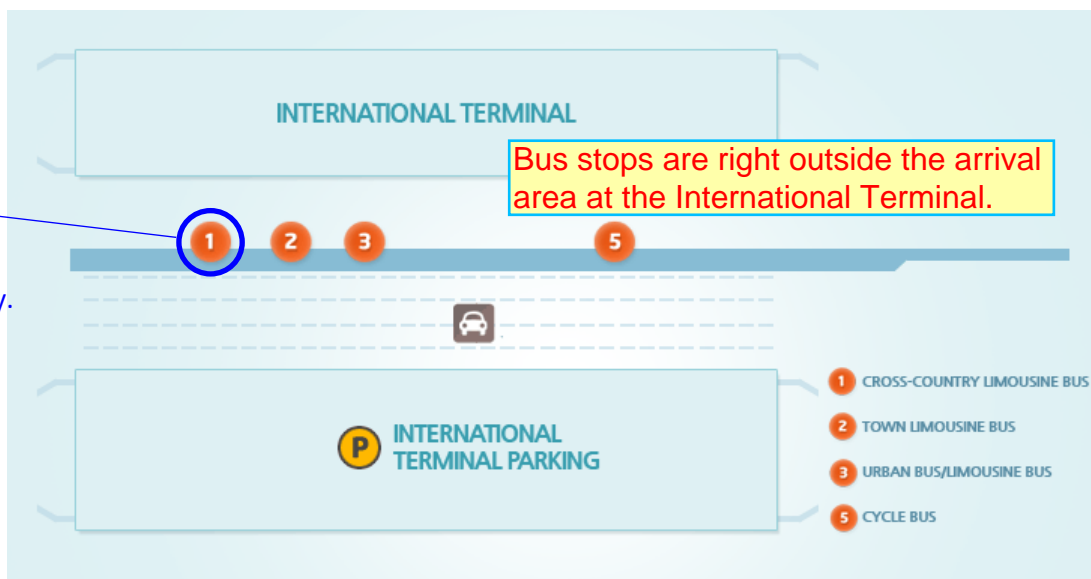 INTERNATIONAL TERMINAL
Bus stops are right outside the arrival
area at the International Terminal.
1
2
3
5
y.
1 CROSS-COUNTRY LIMOUSINE BUS
2 TOWN LIMOUSINE BUS
3 URBAN BUS/LIMOUSINE BUS
5 CYCLE BUS
P
INTERNATIONAL
TERMINAL PARKING